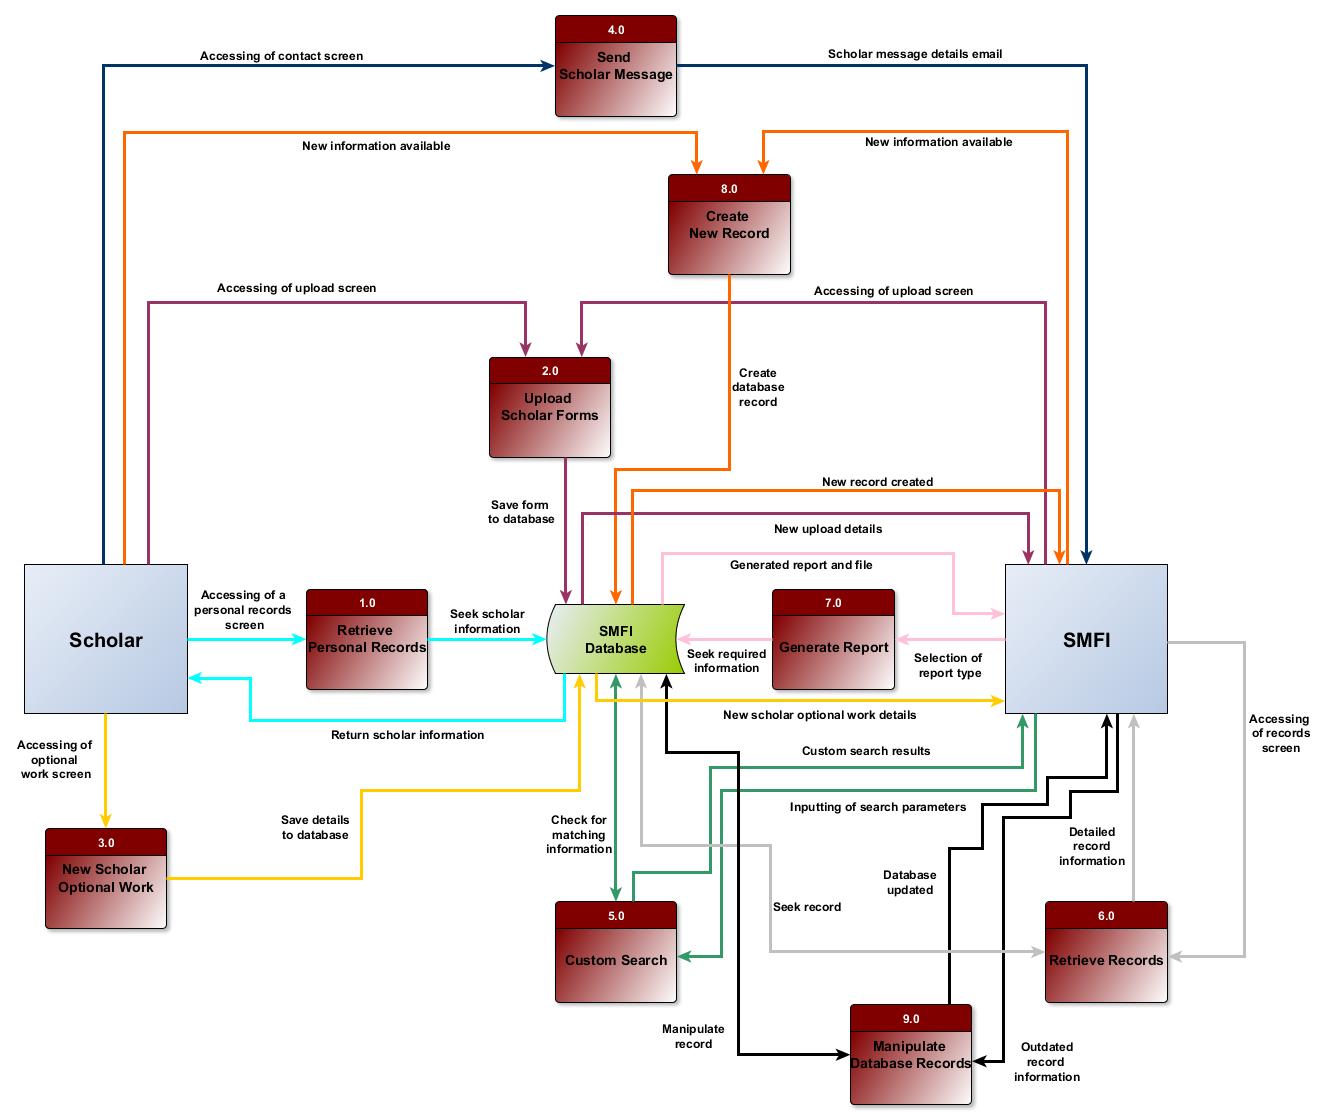 4.0
Send
Scholar Message
Accessing of contact screen
Scholar message details email
New information available
New information available
8.0
Create
New Record
Accessing of upload screen
Accessing of upload screen
2.0
Upload
Scholar Forms
Create
database
record
New record created
Save form
to database
New upload details
Generated report and file
Scholar
Accessing of a
personal records
screen
1.0
Retrieve
Personal Records
Seek scholar
information
SMFI
Database
Seek required
information
7.0
Generate Report
Selection of
report type
SMFI
Return scholar information
New scholar optional work details
Accessing of
optional
work screen
Accessing
of records
screen
Custom search results
Inputting of search parameters
Save details
to database
Check for
matching
information
Detailed
record
information
3.0
New Scholar
Optional Work
Database
updated
Seek record
5.0
Custom Search
6.0
Retrieve Records
Manipulate
record
9.0
Manipulate
Database Records
Outdated
record
information